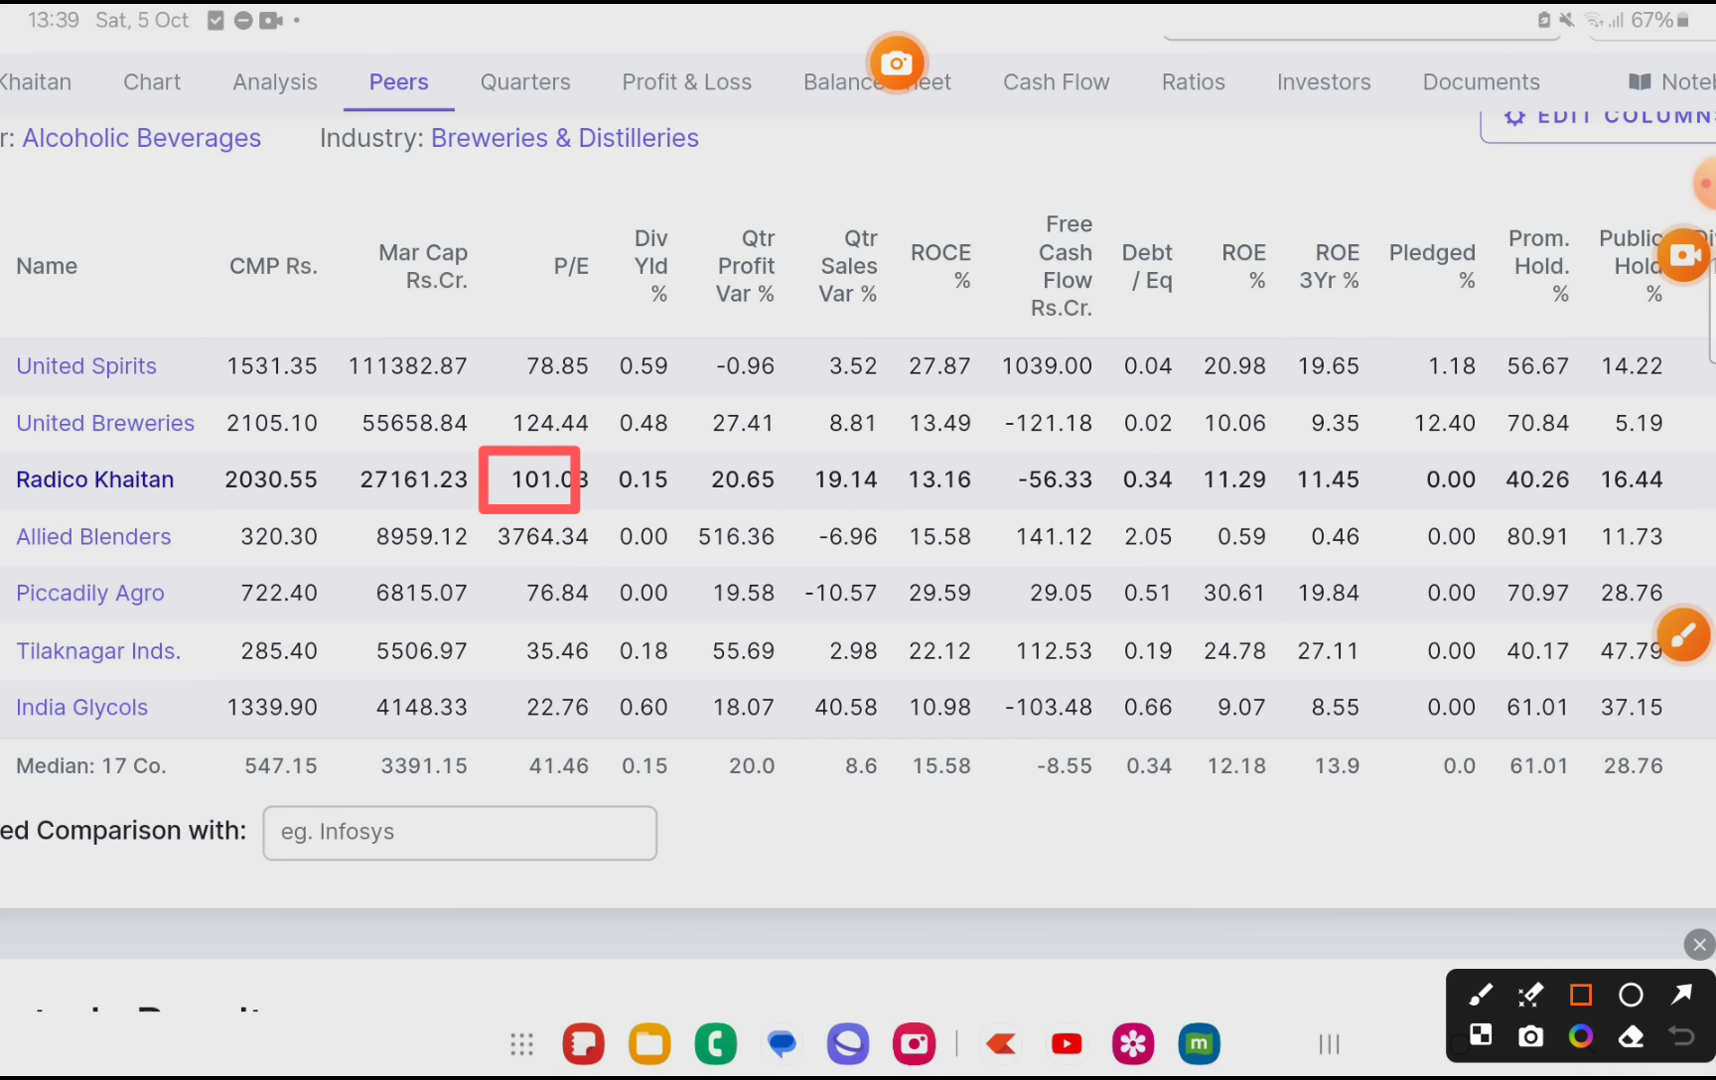 13:39 Sat, 5 Oct 67%
Khaitan Chart Analysis Peers Quarters Profit & Loss Balance Cash Flow Ratios Investors Documents
r: Alcoholic Beverages Industry: Breweries & Distilleries EDIT COLUMNS
Name CMP Rs. Mar Cap Rs.Cr. P/E Div Yld % Qtr Profit Var % Qtr Sales Var % ROCE % Free Cash Flow Rs.Cr. Debt / Eq ROE % ROE 3Yr % Pledged % Prom. Hold. % Public Hold %
United Spirits 1531.35 111382.87 78.85 0.59 -0.96 3.52 27.87 1039.00 0.04 20.98 19.65 1.18 56.67 14.22
United Breweries 2105.10 55658.84 124.44 0.48 27.41 8.81 13.49 -121.18 0.02 10.06 9.35 12.40 70.84 5.19
Radico Khaitan 2030.55 27161.23 101.03 0.15 20.65 19.14 13.16 -56.33 0.34 11.29 11.45 0.00 40.26 16.44
Allied Blenders 320.30 8959.12 3764.34 0.00 516.36 -6.96 15.58 141.12 2.05 0.59 0.46 0.00 80.91 11.73
Piccadily Agro 722.40 6815.07 76.84 0.00 19.58 -10.57 29.59 29.05 0.51 30.61 19.84 0.00 70.97 28.76
Tilaknagar Inds. 285.40 5506.97 35.46 0.18 55.69 2.98 22.12 112.53 0.19 24.78 27.11 0.00 40.17 47.79
India Glycols 1339.90 4148.33 22.76 0.60 18.07 40.58 10.98 -103.48 0.66 9.07 8.55 0.00 61.01 37.15
Median: 17 Co. 547.15 3391.15 41.46 0.15 20.0 8.6 15.58 -8.55 0.34 12.18 13.9 0.0 61.01 28.76
ed Comparison with: eg. Infosys